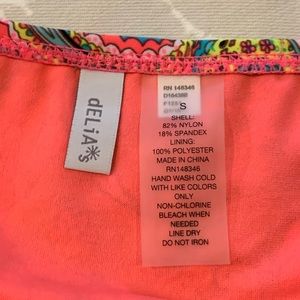 dELiA*s
RN 148346
S
SHELL:
82% NYLON
18% SPANDEX
LINING:
100% POLYESTER
MADE IN CHINA
RN148346
HAND WASH COLD
WITH LIKE COLORS
ONLY
NON-CHLORINE
BLEACH WHEN
NEEDED
LINE DRY
DO NOT IRON